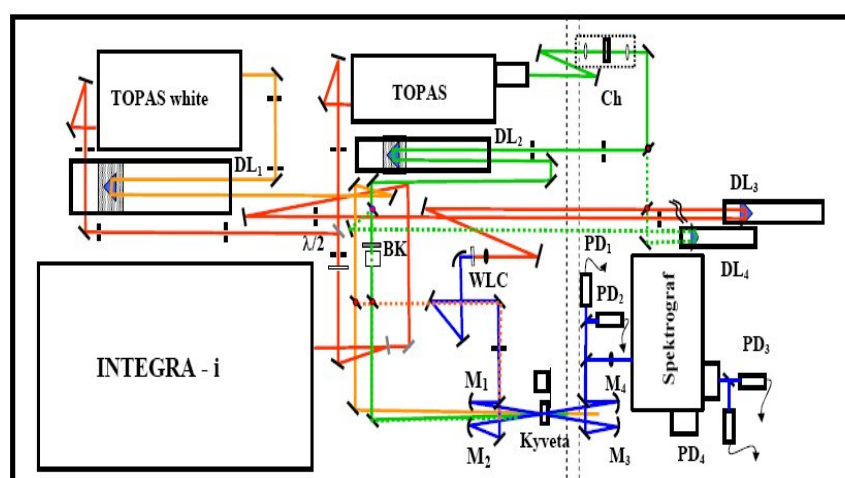 TOPAS white
TOPAS
Ch
DL1
DL2
DL3
DL4
λ/2
BK
WLC
PD1
PD2
INTEGRA - i
Spektrograf
PD3
M1
M4
Kyveta
M2
M3
PD4